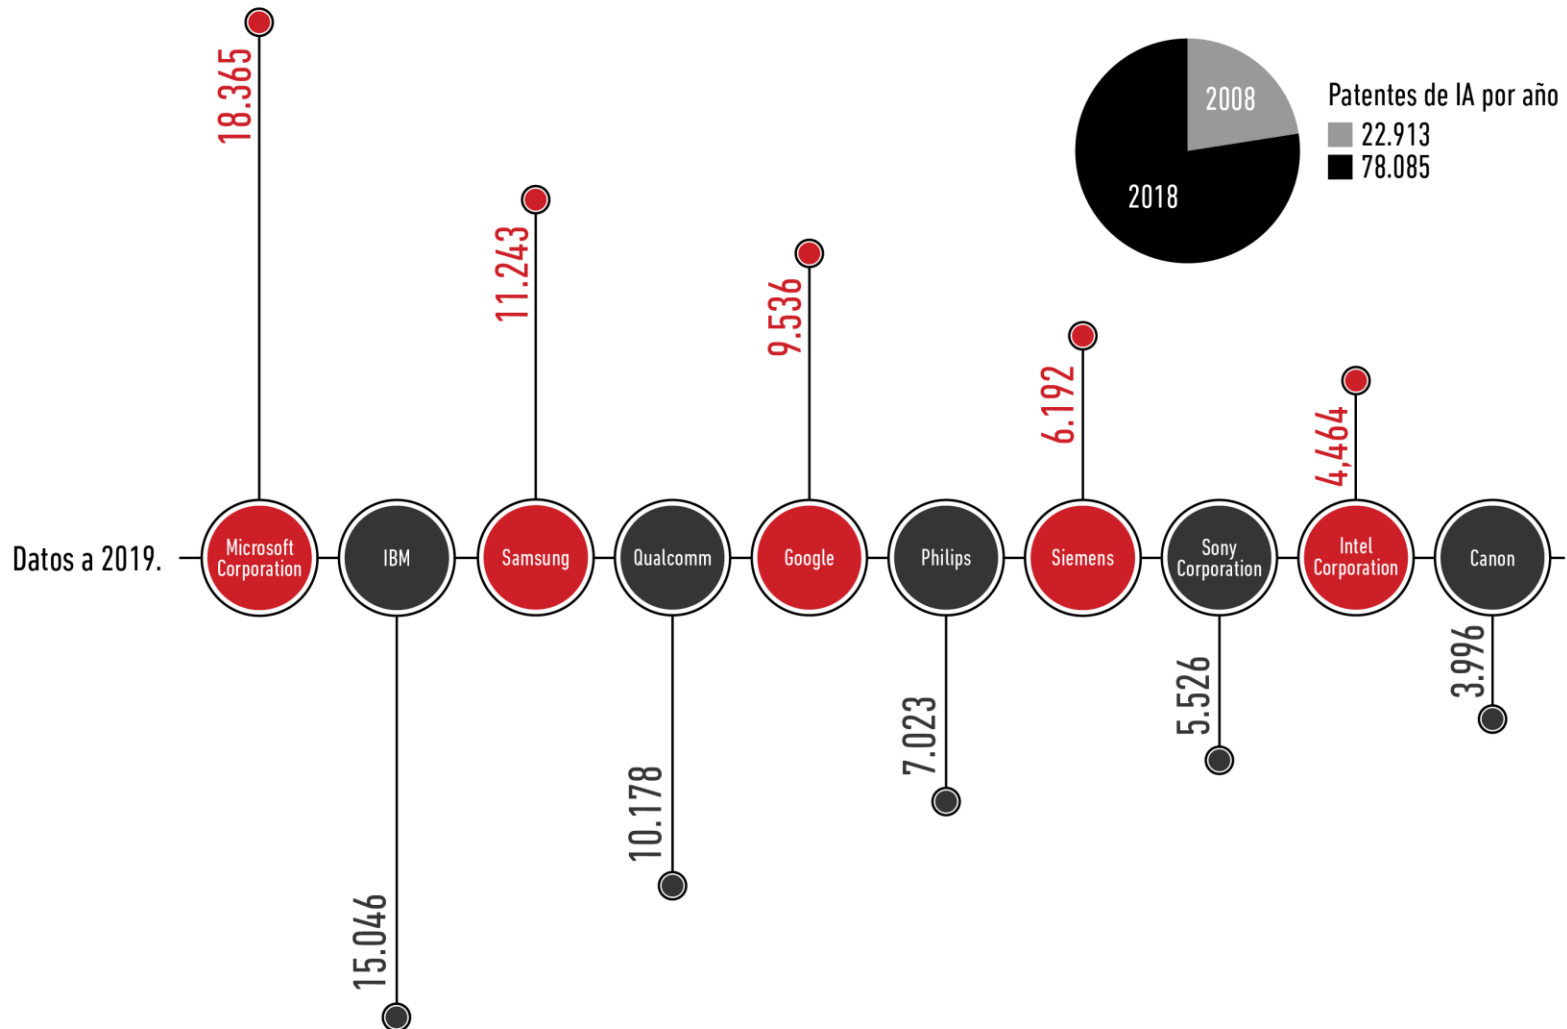 18.365
11.243
9.536
6.192
4,464
2008
2018
Patentes de IA por año
22.913
78.085
Datos a 2019.
Microsoft
Corporation
IBM
Samsung
Qualcomm
Google
Philips
Siemens
Sony
Corporation
Intel
Corporation
Canon
15.046
10.178
7.023
5.526
3.996